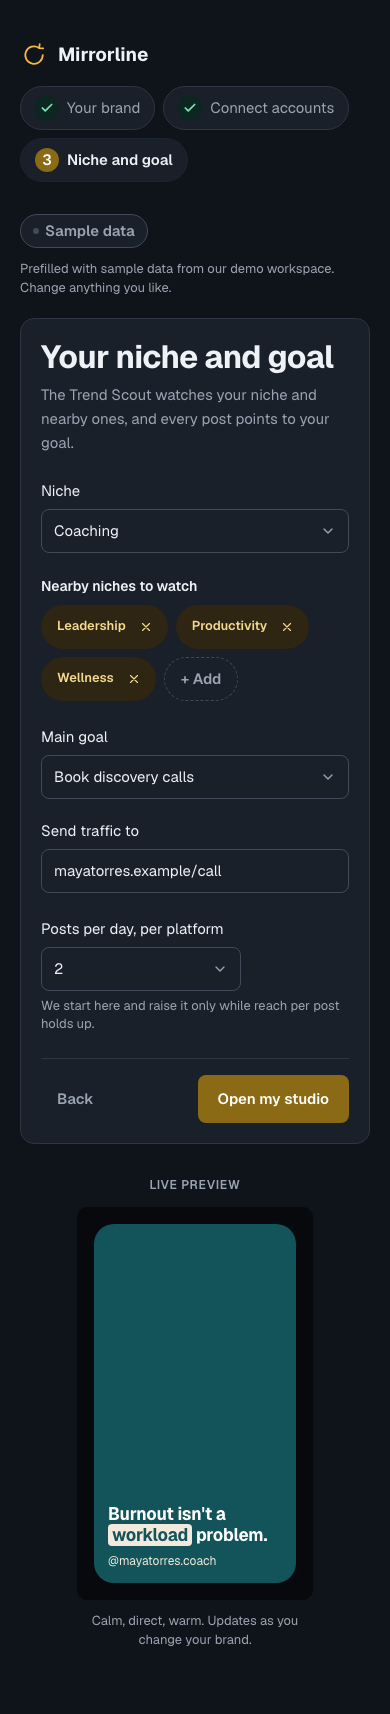 Mirrorline
Your brand
Connect accounts
3 Niche and goal
Sample data
Prefilled with sample data from our demo workspace.
Change anything you like.
Your niche and goal
The Trend Scout watches your niche and
nearby ones, and every post points to your
goal.
Niche
Coaching
Nearby niches to watch
Leadership
Productivity
Wellness
+ Add
Main goal
Book discovery calls
Send traffic to
mayatorres.example/call
Posts per day, per platform
2
We start here and raise it only while reach per post
holds up.
Back
Open my studio
LIVE PREVIEW
Burnout isn't a
workload problem.
@mayatorres.coach
Calm, direct, warm. Updates as you
change your brand.